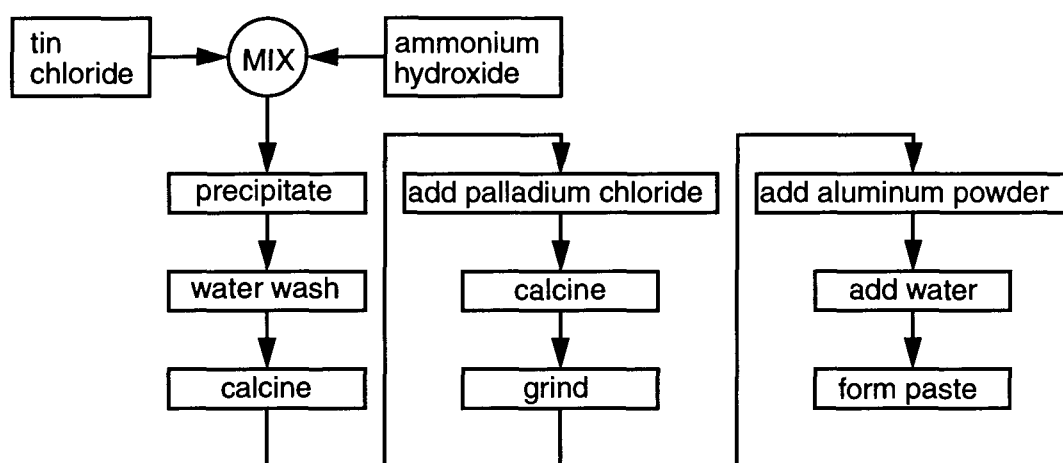 tin
chloride
MIX
ammonium
hydroxide
precipitate
water wash
calcine
add palladium chloride
calcine
grind
add aluminum powder
add water
form paste